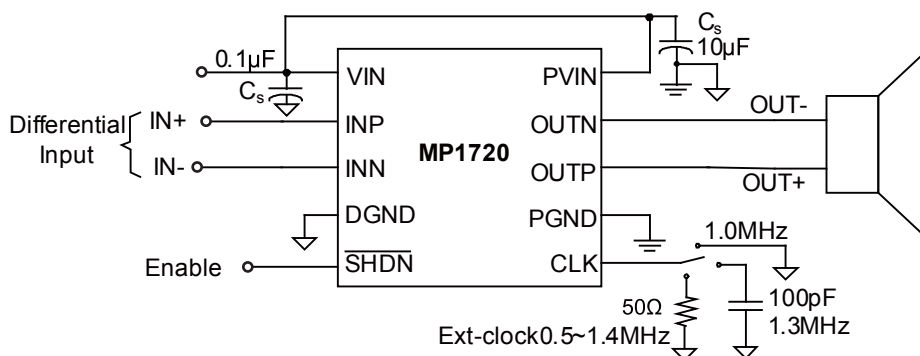 Cs
10µF
0.1µF
Cs
VIN
PVIN
Differential
Input
IN+
INP
OUTN
OUT-
MP1720
IN-
INN
OUTP
OUT+
DGND
PGND
1.0MHz
Enable
SHDN
CLK
50Ω
100pF
1.3MHz
Ext-clock0.5~1.4MHz